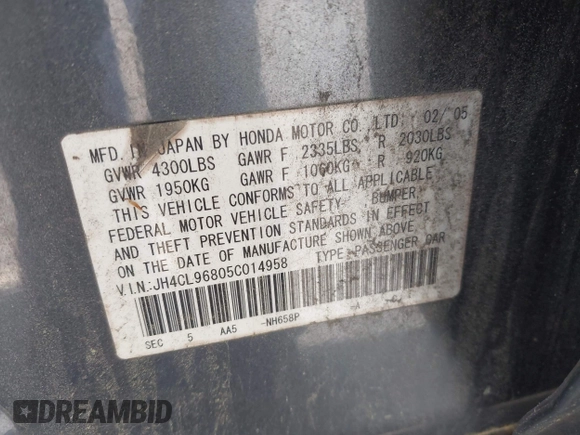 MFD. IN JAPAN BY HONDA MOTOR CO., LTD. 02/05
GVWR 4300LBS GAWR F 2335LBS R 2030LBS
GVWR 1950KG GAWR F 1060KG R 920KG
THIS VEHICLE CONFORMS TO ALL APPLICABLE
FEDERAL MOTOR VEHICLE SAFETY, BUMPER,
AND THEFT PREVENTION STANDARDS IN EFFECT
ON THE DATE OF MANUFACTURE SHOWN ABOVE
V.I.N.:JH4CL96805C014958 TYPE:PASSENGER CAR
SEC 5 AA5 -NH658P A
DREAMBID